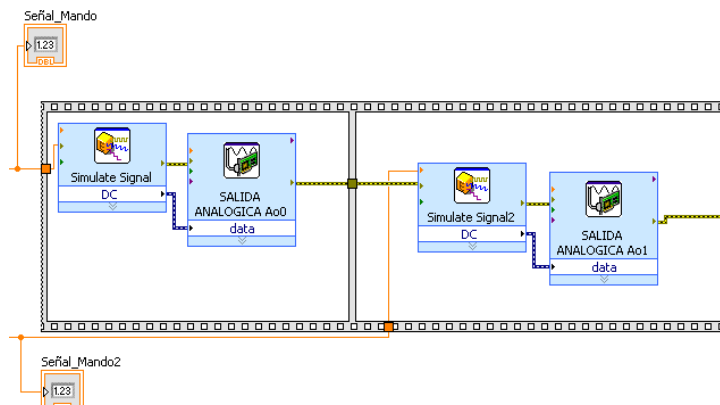 Señal_Mando
1.23
DBL
Simulate Signal
DC
SALIDA
ANALOGICA Ao0
data
Simulate Signal2
DC
SALIDA
ANALOGICA Ao1
data
Señal_Mando2
1.23